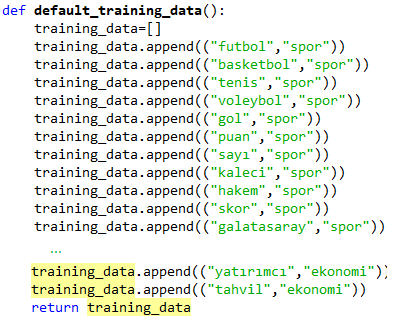 def default_training_data():
training_data=[]
training_data.append(("futbol","spor"))
training_data.append(("basketbol","spor"))
training_data.append(("tenis","spor"))
training_data.append(("voleybol","spor"))
training_data.append(("gol","spor"))
training_data.append(("puan","spor"))
training_data.append(("sayı","spor"))
training_data.append(("kaleci","spor"))
training_data.append(("hakem","spor"))
training_data.append(("skor","spor"))
training_data.append(("galatasaray","spor"))
...
training_data.append(("yatırımcı","ekonomi"))
training_data.append(("tahvil","ekonomi"))
return training_data